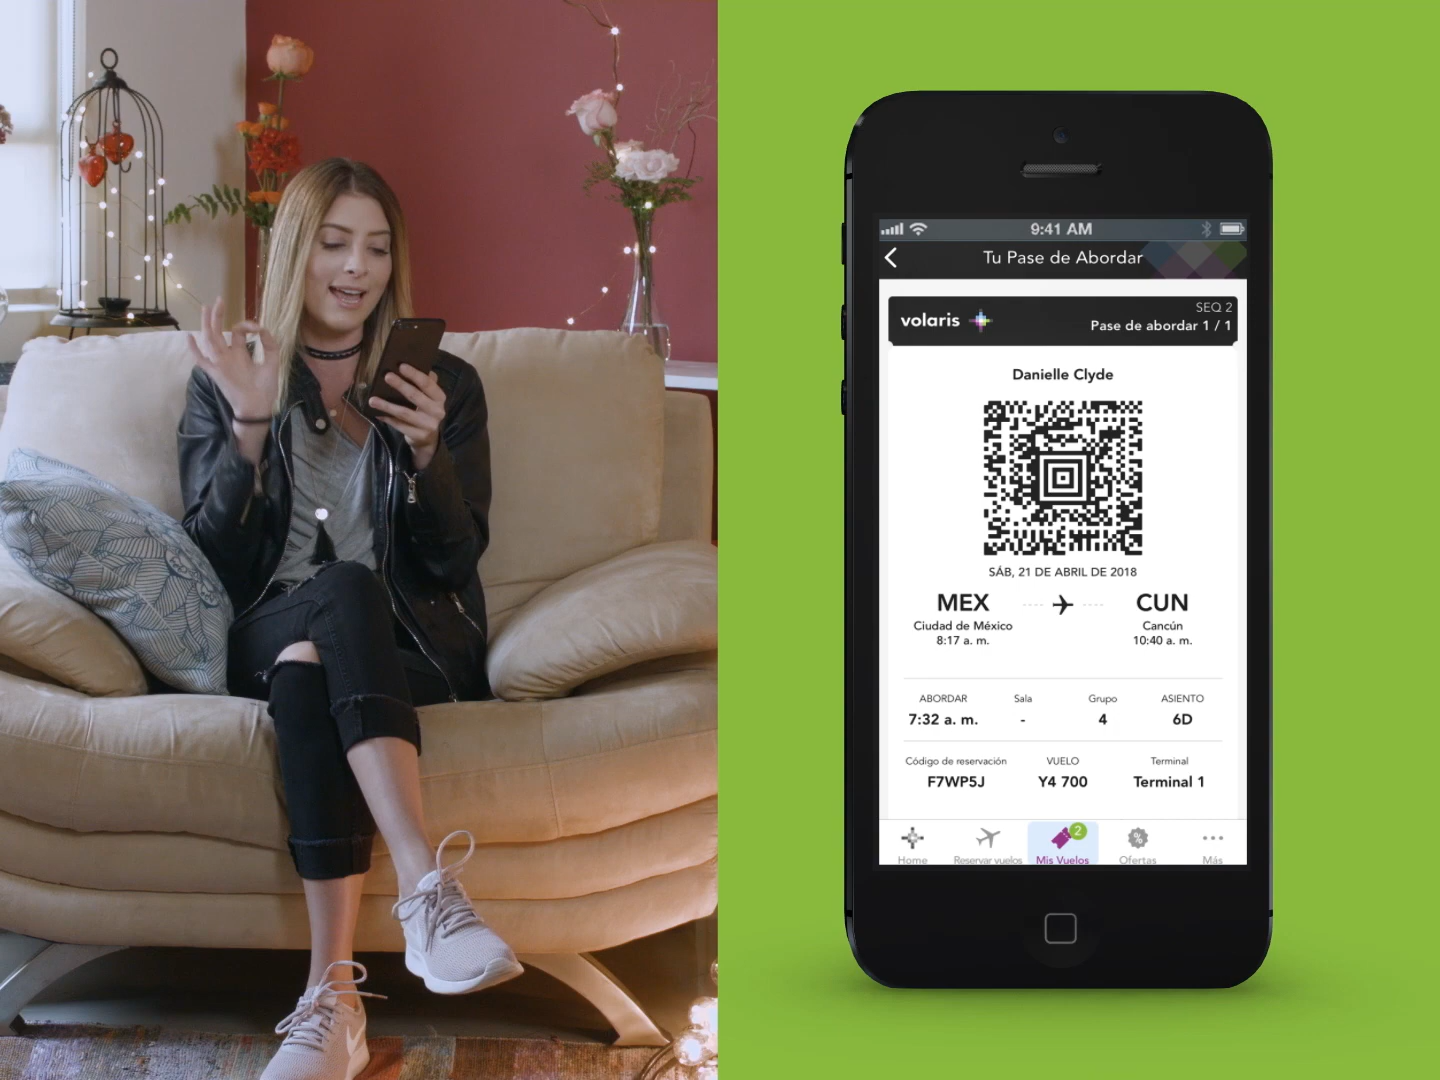 9:41 AM
Tu Pase de Abordar
volaris
SEQ 2
Pase de abordar 1 / 1
Danielle Clyde
SÁB, 21 DE ABRIL DE 2018
MEX CUN
Ciudad de México Cancún
8:17 a. m. 10:40 a. m.
ABORDAR Sala Grupo ASIENTO
7:32 a. m. - 4 6D
Código de reservación VUELO Terminal
F7WP5J Y4 700 Terminal 1
2
Home Reservar vuelos Mis Vuelos Ofertas Más